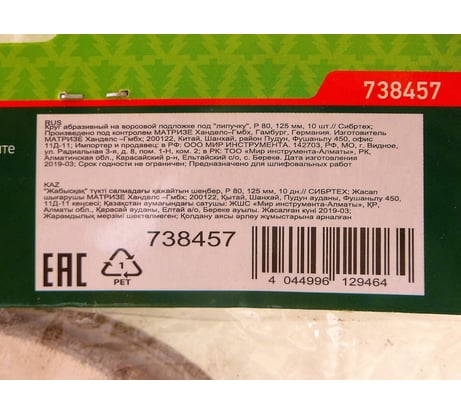 738457
ите
RUS
Круг абразивный на ворсовой подложке под "липучку", P 80, 125 мм, 10 шт.// Сибртех;
Произведено под контролем МАТРИЗЕ Ханделс–Гмбх, Гамбург, Германия. Изготовитель
МАТРИЗЕ Ханделс –Гмбх; 200122, Китай, Шанхай, район Пудун, Фушаньлу 450, офис
11Д-11; Импортер и продавец в РФ: ООО МИР ИНСТРУМЕНТА. 142703, РФ, МО, г. Видное,
ул. Радиальная 3-я, д. 8, пом. 1-Н, ком. 2 в РК: ТОО «Мир инструмента-Алматы», РК,
Алматинская обл., Карасайский р-н, Ельтайский с/о, с. Береке. Дата изготовления
2019-03; Срок годности не ограничен; Предназначено для шлифовальных работ
KAZ
"Жабысқақ" түкті салмадағы қажайтын шеңбер, P 80, 125 мм, 10 дн.// СИБРТЕХ; Жасап
шығарушы МАТРИЗЕ Ханделс –Гмбх; 200122, Қытай, Шанхай, Пудун ауданы, Фушаньлу 450,
11Д-11 кеңсесі; Қазақстан аумағындағы сатушы: ЖШС «Мир инструмента-Алматы», ҚР,
Алматы обл., Қарасай ауданы, Елтай а/о, Береке ауылы. Жасалған күні 2019-03;
Жарамдылық мерзімі шектелмеген; Қолдану аясы әрлеу жұмыстарына арналған
738457
EAC
1
PET
4 044996 129464